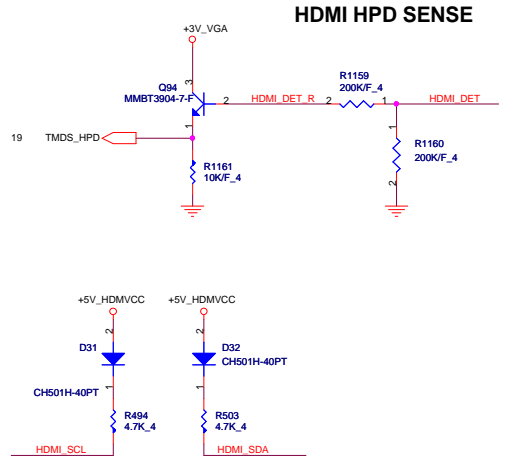 HDMI HPD SENSE
+3V_VGA
3
Q94
MMBT3904-7-F
2
HDMI_DET_R
2
R1159
200K/F_4
1
HDMI_DET
1
19
TMDS_HPD
1
R1160
200K/F_4
2
R1161
10K/F_4
+5V_HDMVCC
+5V_HDMVCC
2
2
D31
D32
CH501H-40PT
CH501H-40PT
1
1
R494
4.7K_4
R503
4.7K_4
HDMI_SCL
HDMI_SDA